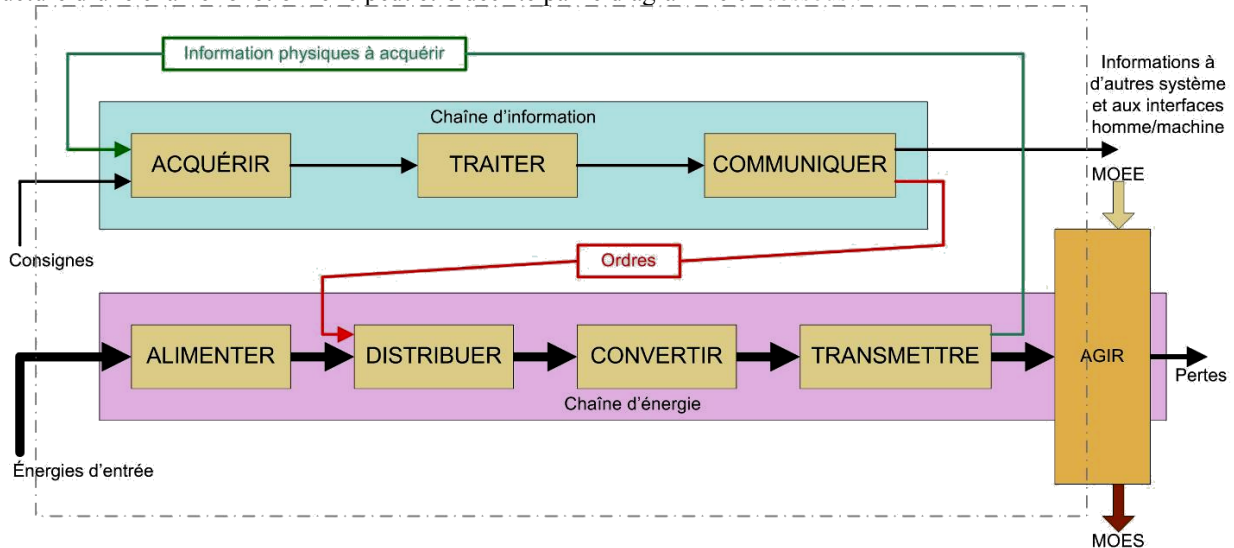 Information physiques à acquérir
Informations à
d'autres système
et aux interfaces
homme/machine
Chaîne d'information
ACQUÉRIR
TRAITER
COMMUNIQUER
MOEE
Consignes
Ordres
ALIMENTER
DISTRIBUER
CONVERTIR
TRANSMETTRE
AGIR
Pertes
Chaîne d'énergie
Énergies d'entrée
MOES